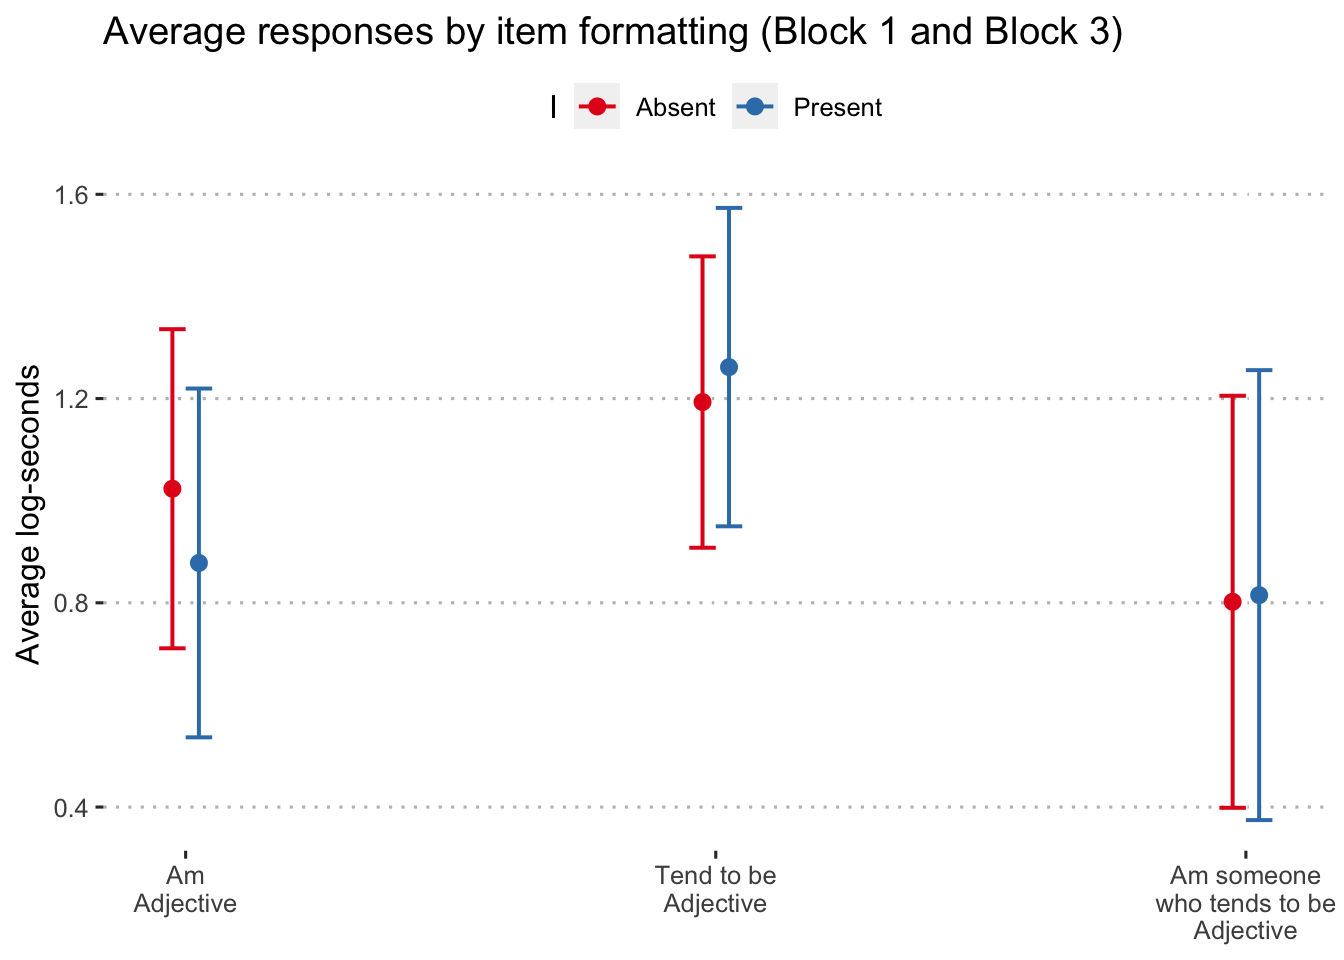 Average responses by item formatting (Block 1 and Block 3)
I Absent Present
Average log-seconds
1.6
1.2
0.8
0.4
Am
Adjective
Tend to be
Adjective
Am someone
who tends to be
Adjective